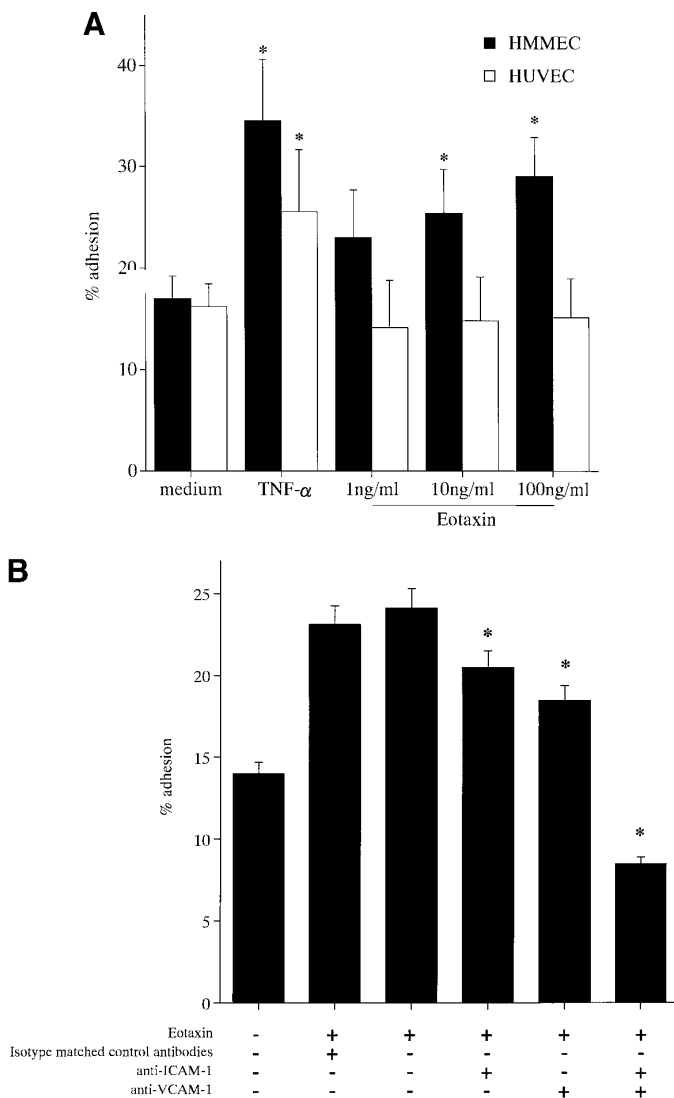 A
HMMEC
HUVEC
% adhesion
40
30
20
10
0
* * * *
medium TNF-α 1ng/ml 10ng/ml 100ng/ml
Eotaxin
B
% adhesion
25
20
15
10
5
0
* * *
Eotaxin - + + + + +
Isotype matched control antibodies - + - - - -
anti-ICAM-1 - - - + - +
anti-VCAM-1 - - - - + +